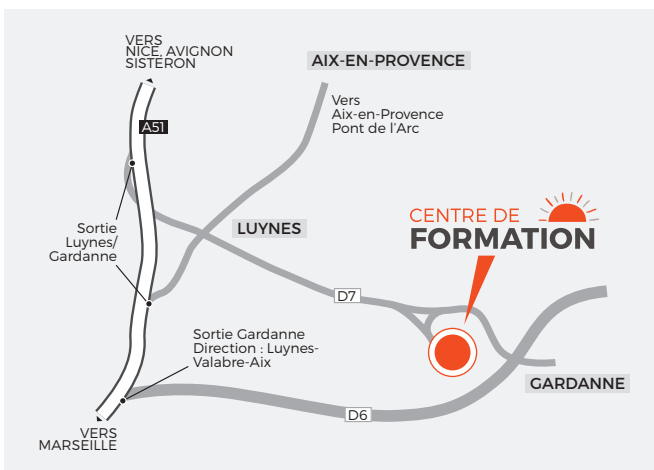 VERS
NICE, AVIGNON
SISTERON
AIX-EN-PROVENCE
Vers
Aix-en-Provence
Pont de l'Arc
A51
Sortie
Luynes/
Gardanne
LUYNES
CENTRE DE
FORMATION
D7
Sortie Gardanne
Direction : Luynes-
Valabre-Aix
GARDANNE
D6
VERS
MARSEILLE